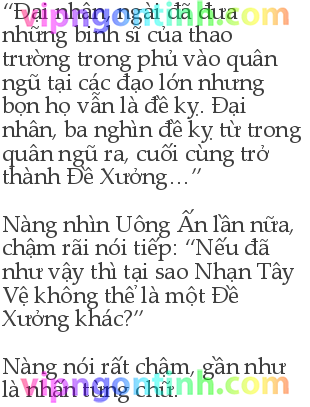 “Đại nhân, ngài đã đưa
những binh sĩ của thao
trường trong phủ vào quân
ngũ tại các đạo lớn nhưng
bọn họ vẫn là đề kỵ. Đại
nhân, ba nghìn đề kỵ từ trong
quân ngũ ra, cuối cùng trở
thành Đề Xưởng…”
Nàng nhìn Uông Ấn lần nữa,
chậm rãi nói tiếp: “Nếu đã
như vậy thì tại sao Nhạn Tây
Vệ không thể là một Đề
Xưởng khác?”
Nàng nói rất chậm, gần như
là nhấn từng chữ.
vipngontinh.com
vipngontinh.com